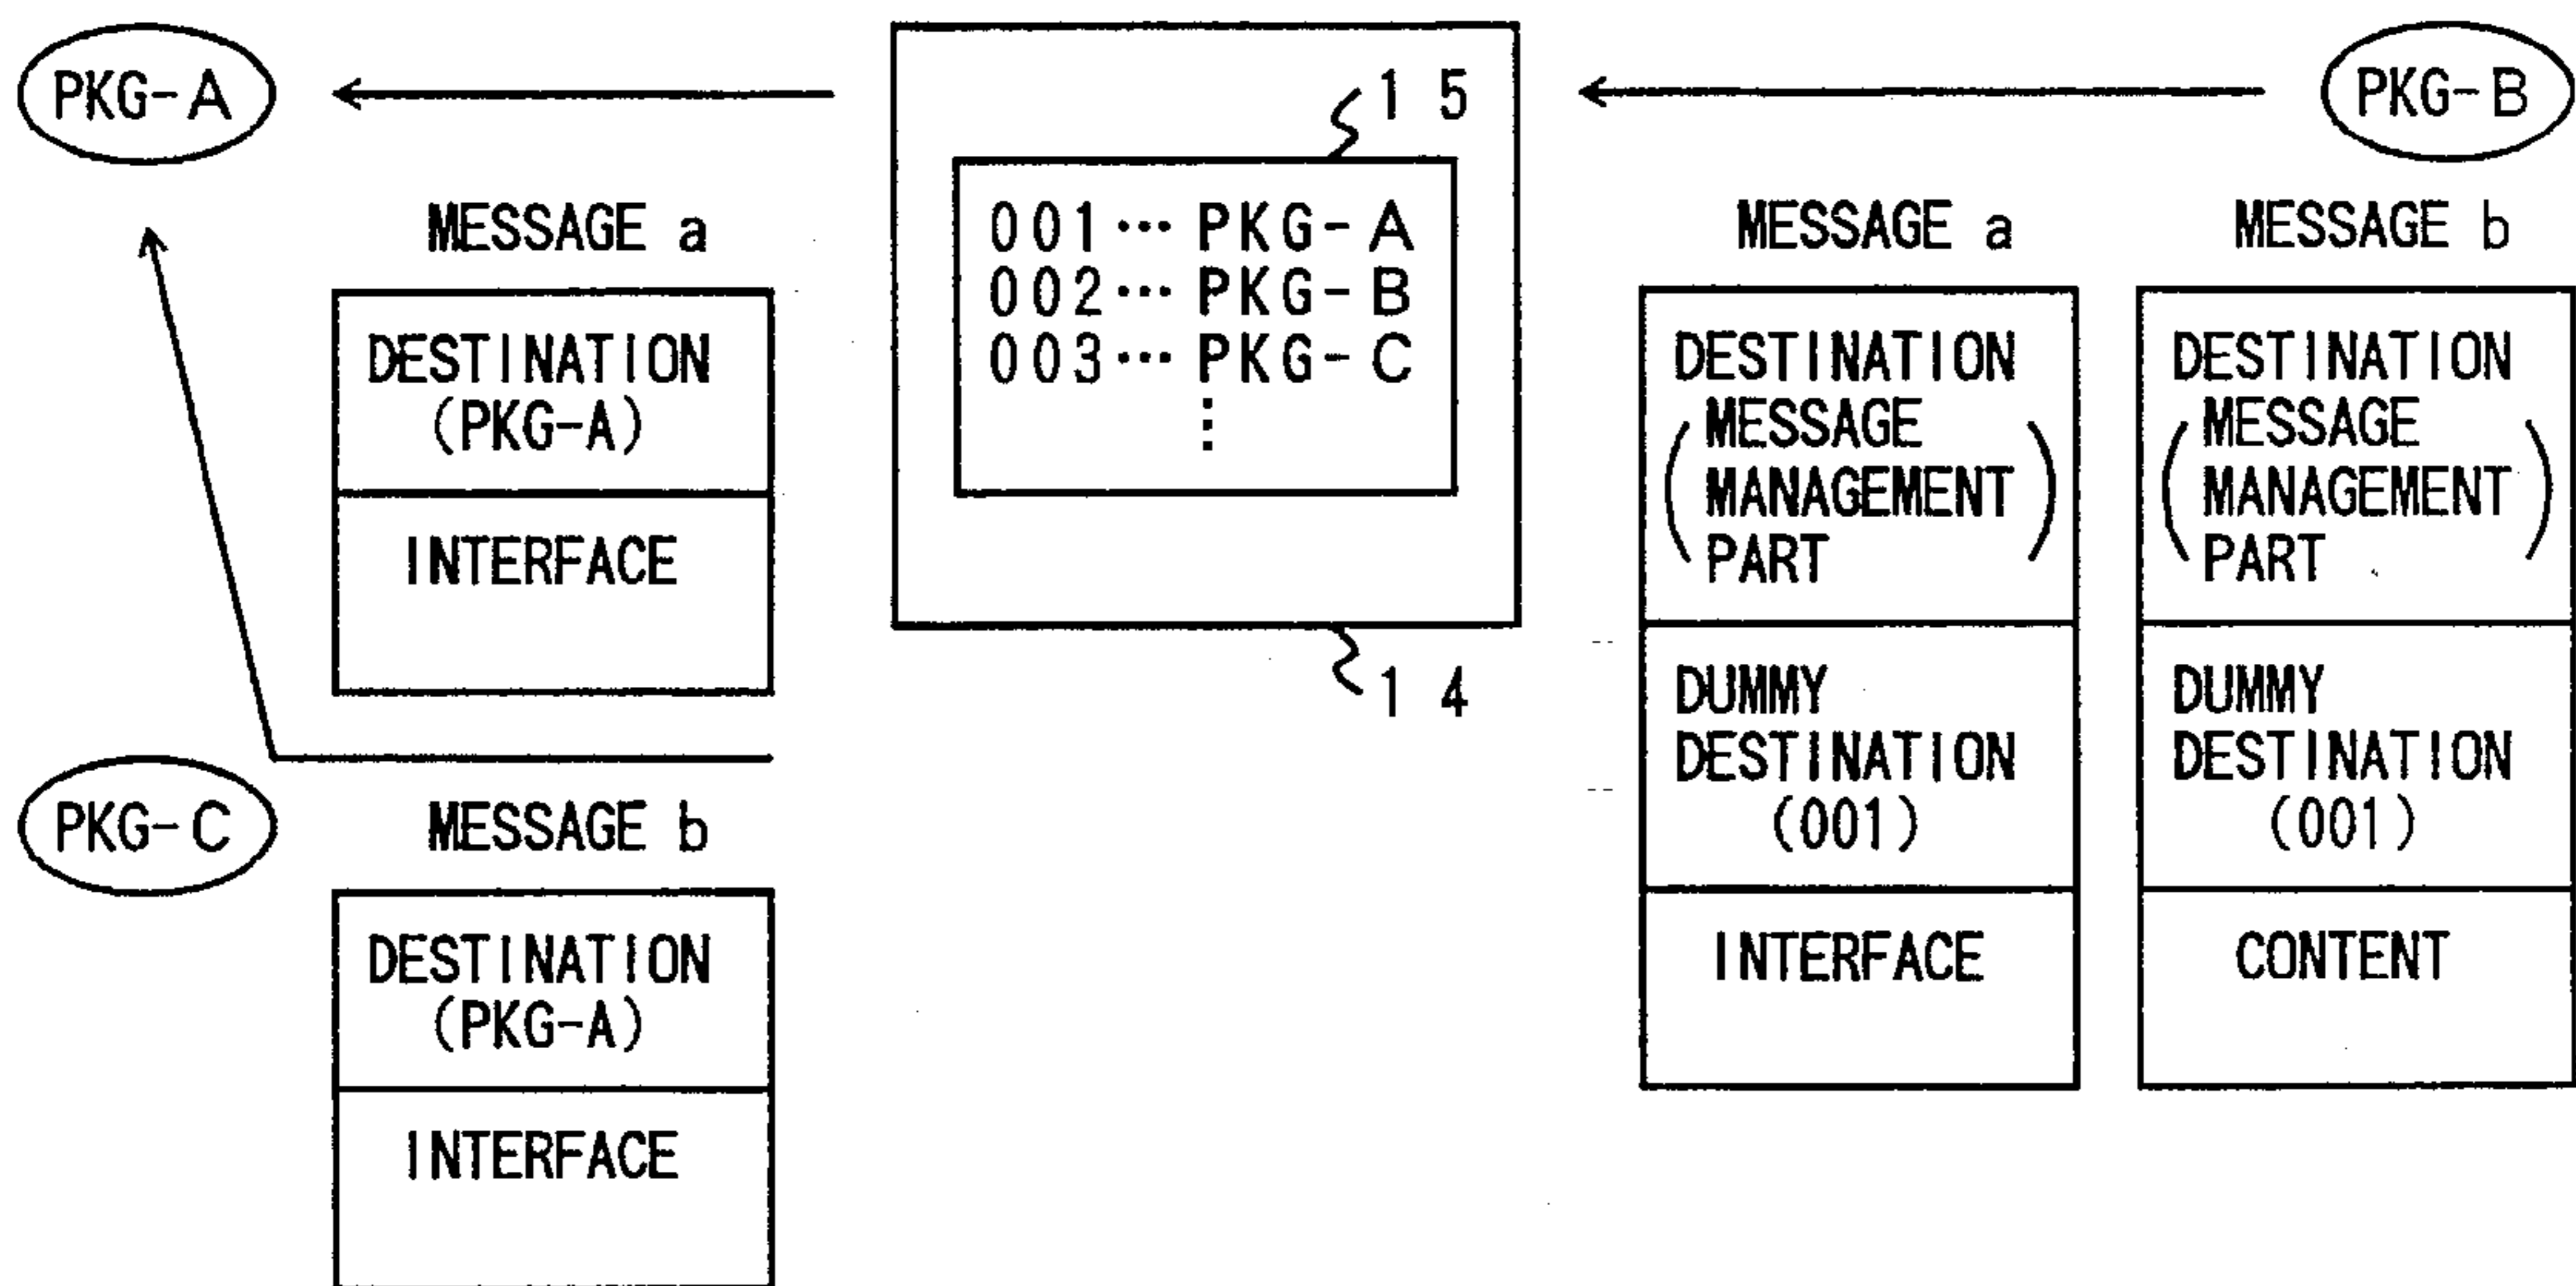 PKG-A
MESSAGE a
DESTINATION
(PKG-A)
INTERFACE
PKG-C
MESSAGE b
DESTINATION
(PKG-A)
INTERFACE
15
001… PKG-A
002… PKG-B
003… PKG-C
⋮
14
PKG-B
MESSAGE a
DESTINATION
(MESSAGE
MANAGEMENT
PART)
DUMMY
DESTINATION
(001)
INTERFACE
MESSAGE b
DESTINATION
(MESSAGE
MANAGEMENT
PART)
DUMMY
DESTINATION
(001)
CONTENT